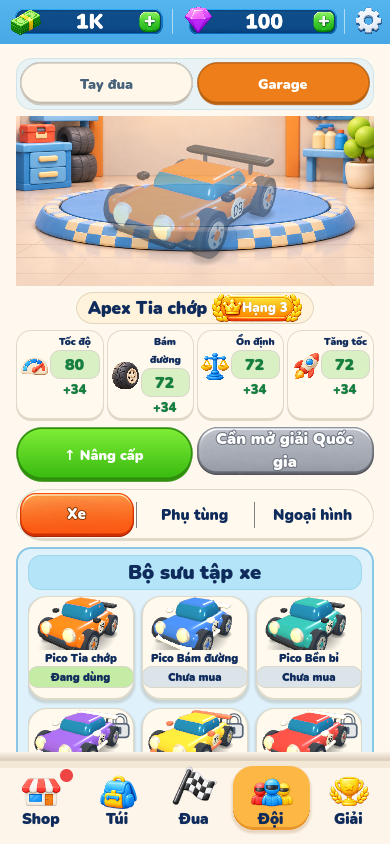 1K
100
Tay đua
Garage
D9
Apex Tia chớp
Hạng 3
Tốc độ
80
+34
Bám đường
72
+34
Ổn định
72
+34
Tăng tốc
72
+34
↑ Nâng cấp
Cần mở giải Quốc
gia
Xe
Phụ tùng
Ngoại hình
Bộ sưu tập xe
Pico Tia chớp
Pico Bám đường
Pico Bền bỉ
Đang dùng
Chưa mua
Chưa mua
Shop
Túi
Đua
Đội
Giải